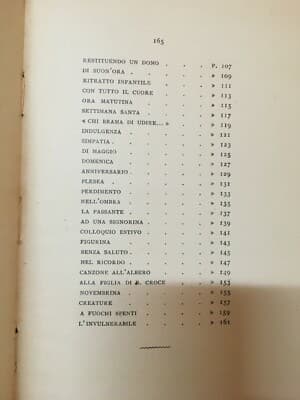 165
RESTITUENDO UN DONO . . . P. 107
DI BUON'ORA . . . . . » 109
RITRATTO INFANTILE . . . » 111
CON TUTTO IL CUORE . . . » 113
ORA MATUTINA . . . . » 115
SETTIMANA SANTA . . . . » 117
« CHI BRAMA DI UDIRE... » . . » 119
INDULGENZA . . . . . » 121
SIMPATIA . . . . . . » 123
DI MAGGIO . . . . . » 125
DOMENICA . . . . . . » 127
ANNIVERSARIO . . . . . » 129
PLEBEA . . . . . . » 131
PERDIMENTO . . . . . » 133
NELL'OMBRA . . . . . » 135
LA PASSANTE . . . . . » 137
AD UNA SIGNORINA . . . . » 139
COLLOQUIO ESTIVO . . . . » 141
FIGURINA . . . . . . » 143
SENZA SALUTO . . . . . » 145
NEL RICORDO . . . . . » 147
CANZONE ALL'ALBERO . . . » 149
ALLA FIGLIA DI B. CROCE . . » 153
NOVEMBRINA . . . . . » 155
CREATURE . . . . . . » 157
A FUOCHI SPENTI . . . . » 159
L'INVULNERABILE . . . . » 161